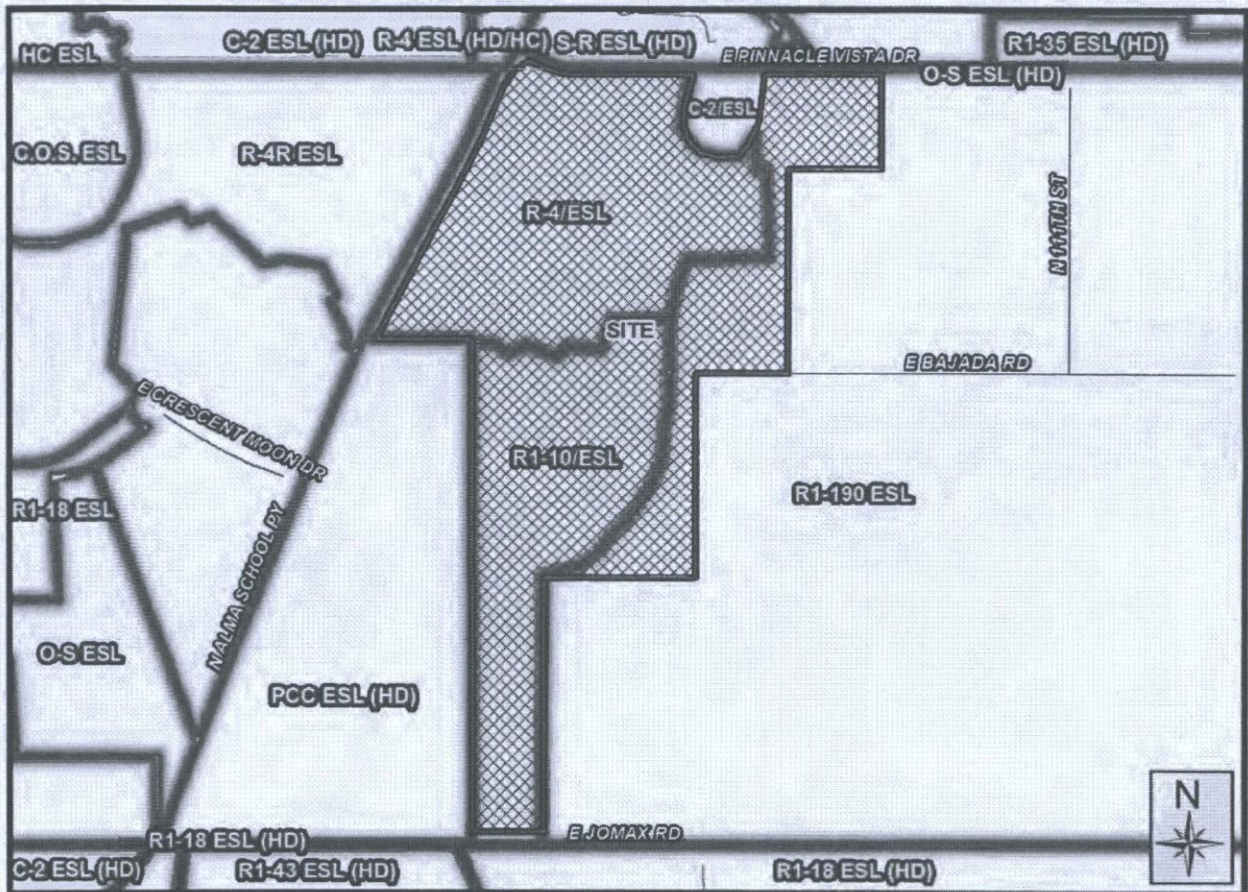 HC ESL
C-2 ESL (HD)
R-4 ESL (HD/HC)
S-R ESL (HD)
R1-35 ESL (HD)
E PINNACLE VISTA DR
O-S ESL (HD)
C-2/ESL
C.O.S. ESL
R-4R ESL
R-4/ESL
N 111TH ST
SITE
E BAJADA RD
E CRESCENT MOON DR
R1-10/ESL
R1-190 ESL
R1-18 ESL
N ALMA SCHOOL PY
O-S ESL
PCC ESL (HD)
N
E JOMAX RD
R1-18 ESL (HD)
C-2 ESL (HD)
R1-43 ESL (HD)
R1-18 ESL (HD)